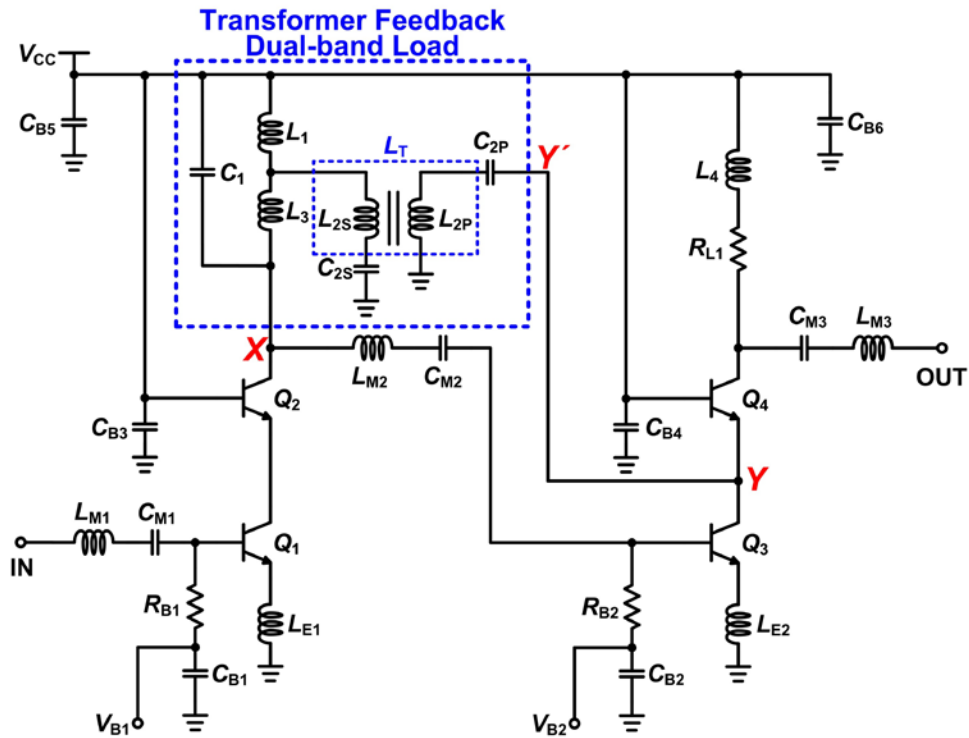 Transformer Feedback
Dual-band Load
VCC
CB5
C1
L1
L3
LT
L2S
L2P
C2S
C2P
Y´
CB6
L4
RL1
X
LM2
CM2
CM3
LM3
OUT
Q2
CB3
Q4
CB4
Y
LM1
CM1
IN
Q1
Q3
RB1
LE1
RB2
LE2
CB1
VB1
CB2
VB2